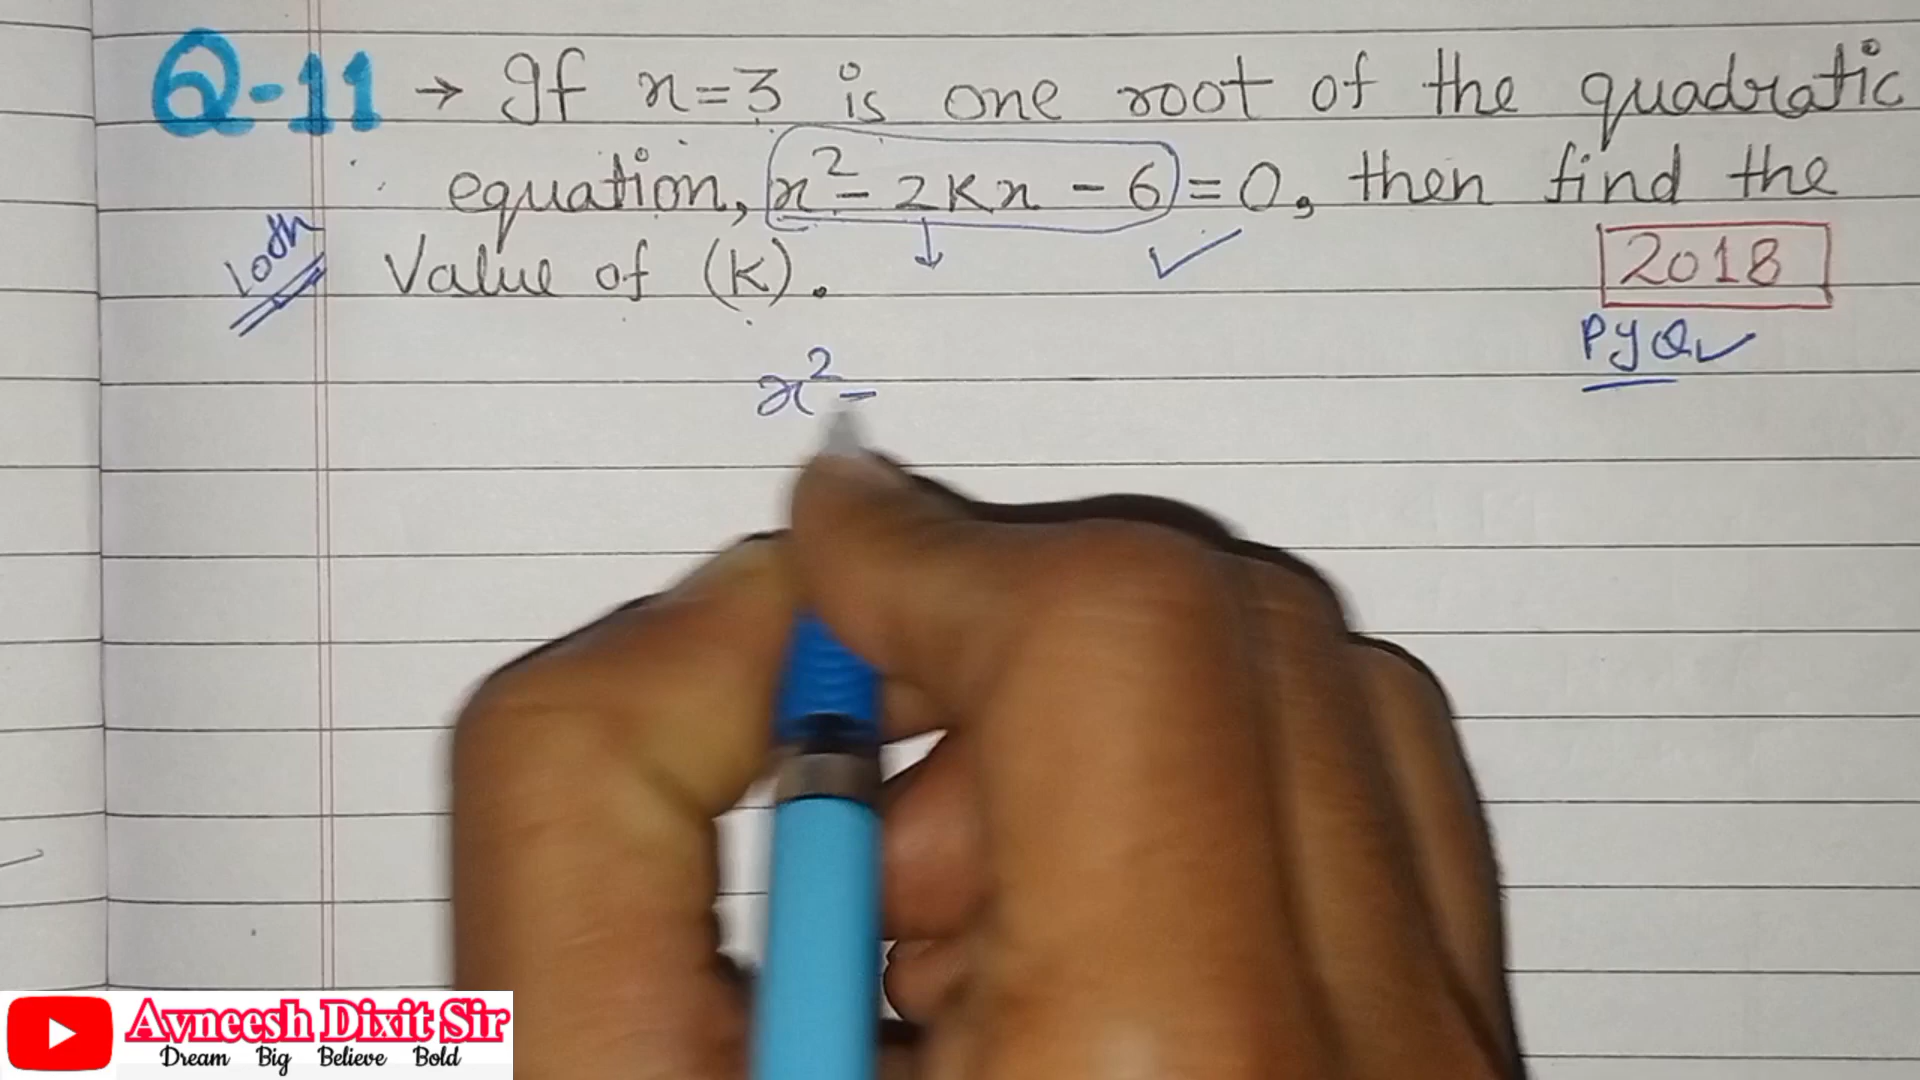 Q-11 → If x=3 is one root of the quadratic
equation, x²-2kx-6=0, then find the
10th
Value of (k).
2018
PYQ
x²-
Avneesh Dixit Sir
Dream Big Believe Bold